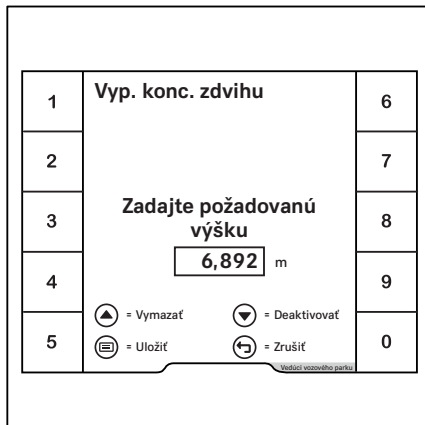 Vyp. konc. zdvihu
1
2
3
4
5
Zadajte požadovanú
výšku
6,892 m
= Vymazať = Deaktivovať
= Uložiť = Zrušiť
Vedúci vozového parku
6
7
8
9
0